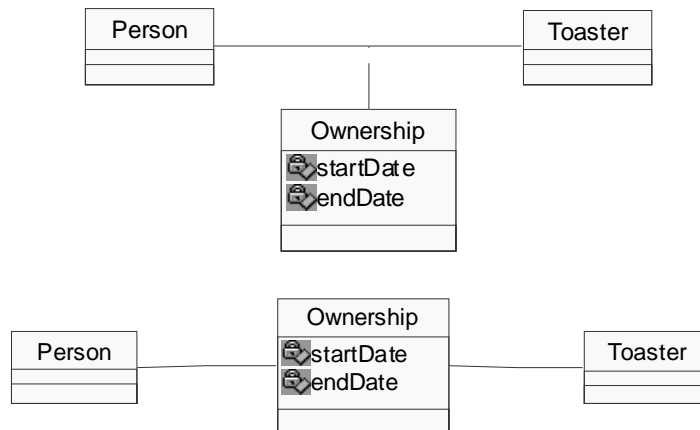 Person
Toaster
Ownership
startDate
endDate
Ownership
Person
startDate
Toaster
endDate